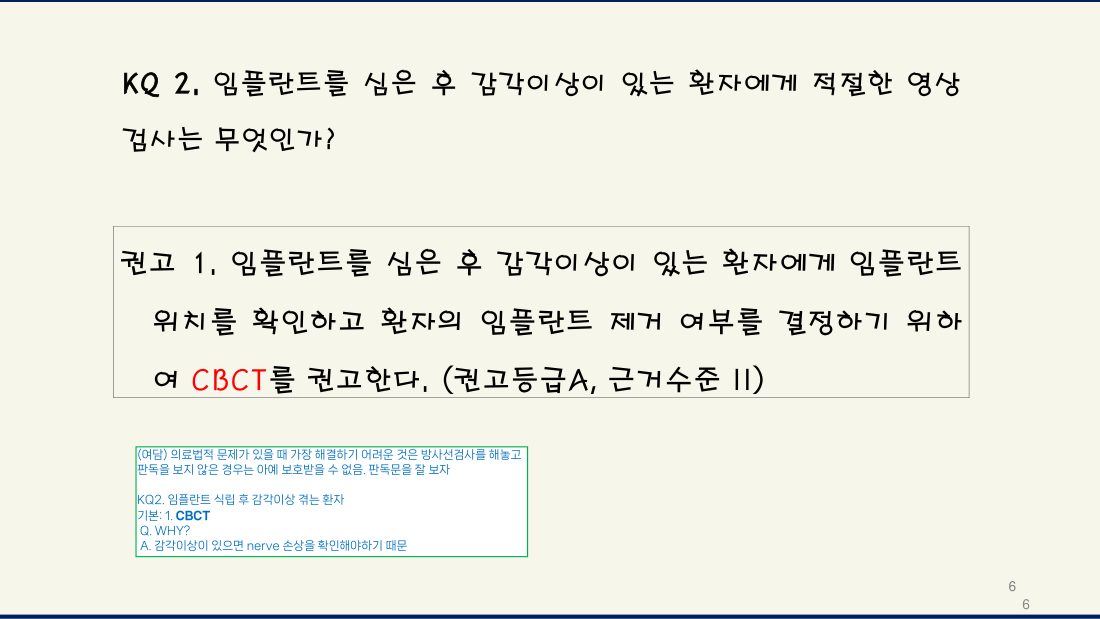 KQ 2. 임플란트를 심은 후 감각이상이 있는 환자에게 적절한 영상
검사는 무엇인가?
권고 1. 임플란트를 심은 후 감각이상이 있는 환자에게 임플란트
위치를 확인하고 환자의 임플란트 제거 여부를 결정하기 위하
여 CBCT를 권고한다. (권고등급A, 근거수준 II)
(여담) 의료법적 문제가 있을 때 가장 해결하기 어려운 것은 방사선검사를 해놓고
판독을 보지 않은 경우는 아예 보호받을 수 없음. 판독문을 잘 보자
KQ2. 임플란트 식립 후 감각이상 겪는 환자
기본: 1. CBCT
Q. WHY?
A. 감각이상이 있으면 nerve 손상을 확인해야하기 때문
6
6